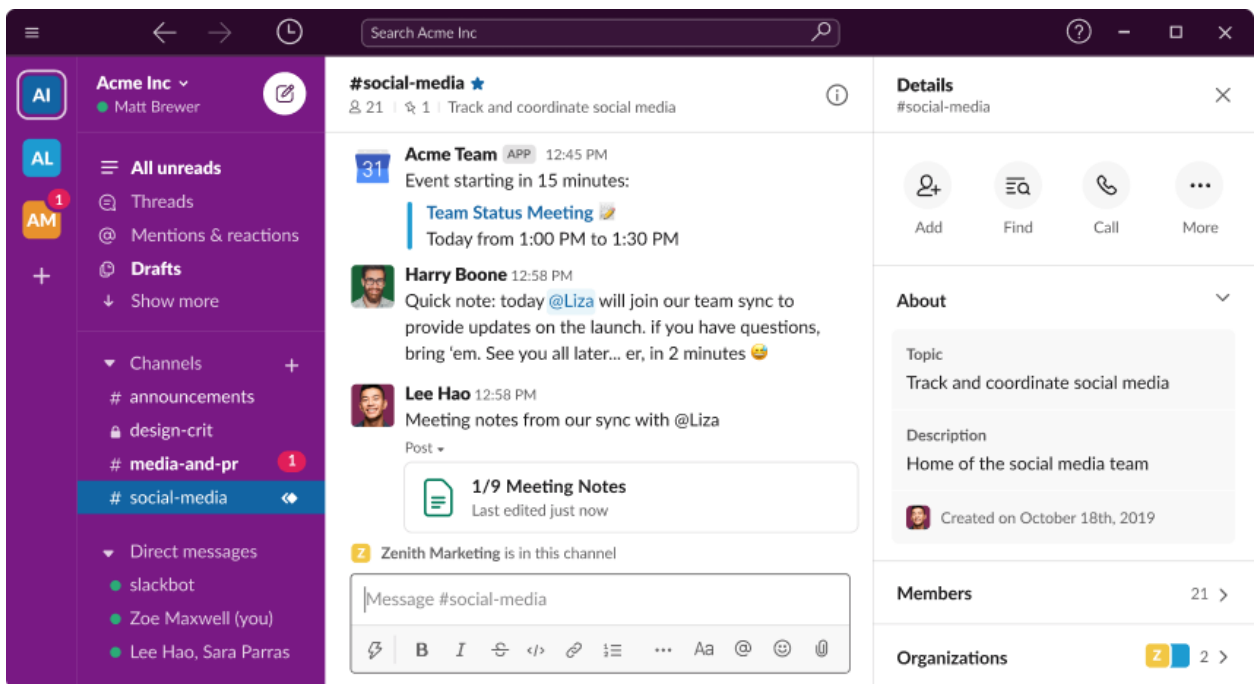 Search Acme Inc
?
AI
AL
1
AM
+
Acme Inc
Matt Brewer
All unreads
Threads
@ Mentions & reactions
Drafts
Show more
Channels +
# announcements
design-crit
# media-and-pr 1
# social-media
Direct messages
slackbot
Zoe Maxwell (you)
Lee Hao, Sara Parras
#social-media
21 | 1 | Track and coordinate social media
31
Acme Team APP 12:45 PM
Event starting in 15 minutes:
Team Status Meeting
Today from 1:00 PM to 1:30 PM
Harry Boone 12:58 PM
Quick note: today @Liza will join our team sync to
provide updates on the launch. if you have questions,
bring ‘em. See you all later... er, in 2 minutes 😅
Lee Hao 12:58 PM
Meeting notes from our sync with @Liza
Post
1/9 Meeting Notes
Last edited just now
Z Zenith Marketing is in this channel
Message #social-media
B I S </> ... Aa @
Details
#social-media
Add Find Call More
About
Topic
Track and coordinate social media
Description
Home of the social media team
Created on October 18th, 2019
Members 21
Organizations Z 2